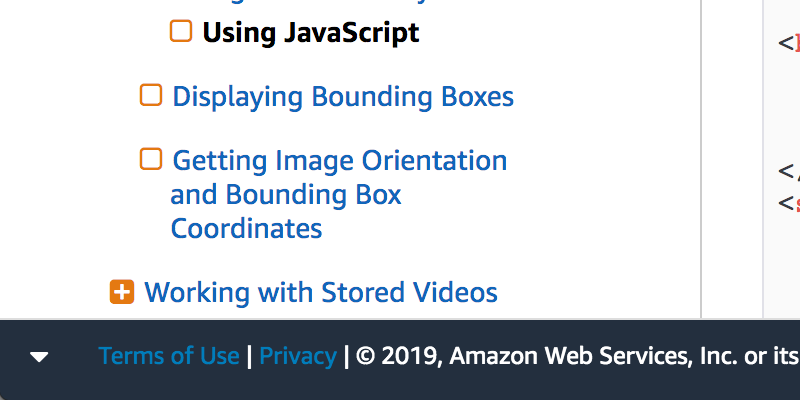 Using JavaScript
Displaying Bounding Boxes
Getting Image Orientation
and Bounding Box
Coordinates
Working with Stored Videos
Terms of Use | Privacy | © 2019, Amazon Web Services, Inc. or its